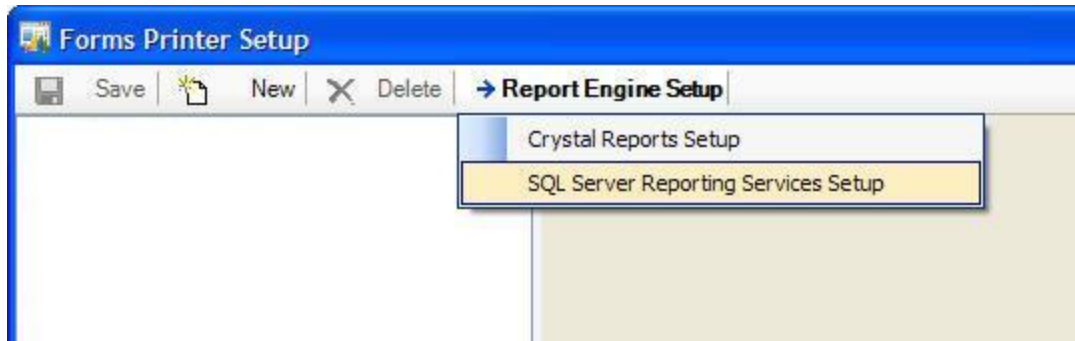 Forms Printer Setup
Save New Delete Report Engine Setup
Crystal Reports Setup
SQL Server Reporting Services Setup